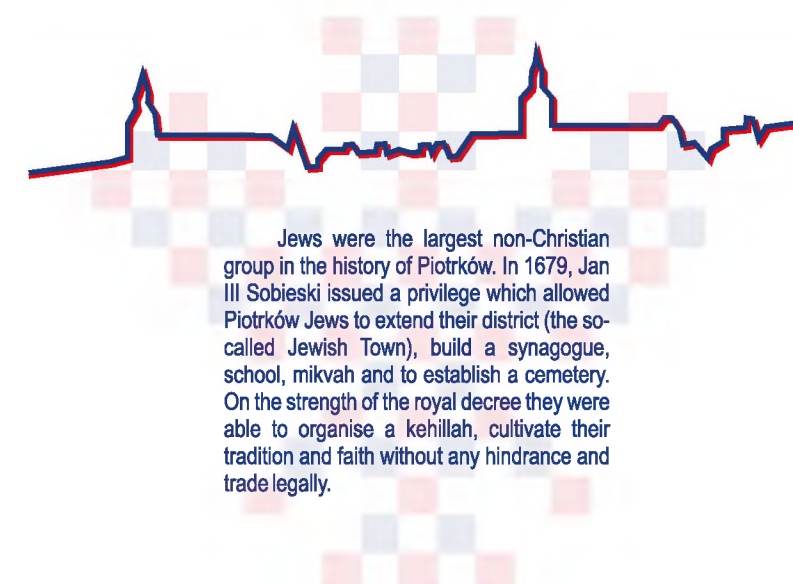 Jews were the largest non-Christian
group in the history of Piotrków. In 1679, Jan
III Sobieski issued a privilege which allowed
Piotrków Jews to extend their district (the so-
called Jewish Town), build a synagogue,
school, mikvah and to establish a cemetery.
On the strength of the royal decree they were
able to organise a kehillah, cultivate their
tradition and faith without any hindrance and
trade legally.